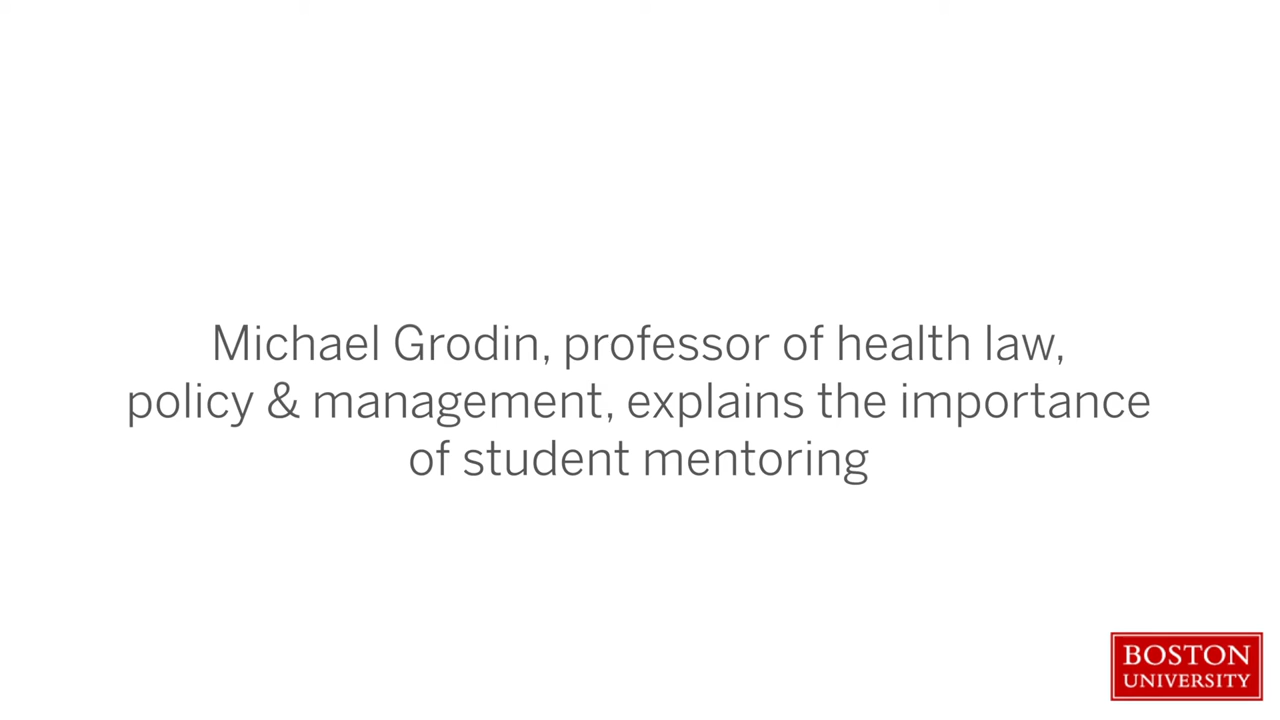 Michael Grodin, professor of health law,
policy & management, explains the importance
of student mentoring
BOSTON
UNIVERSITY